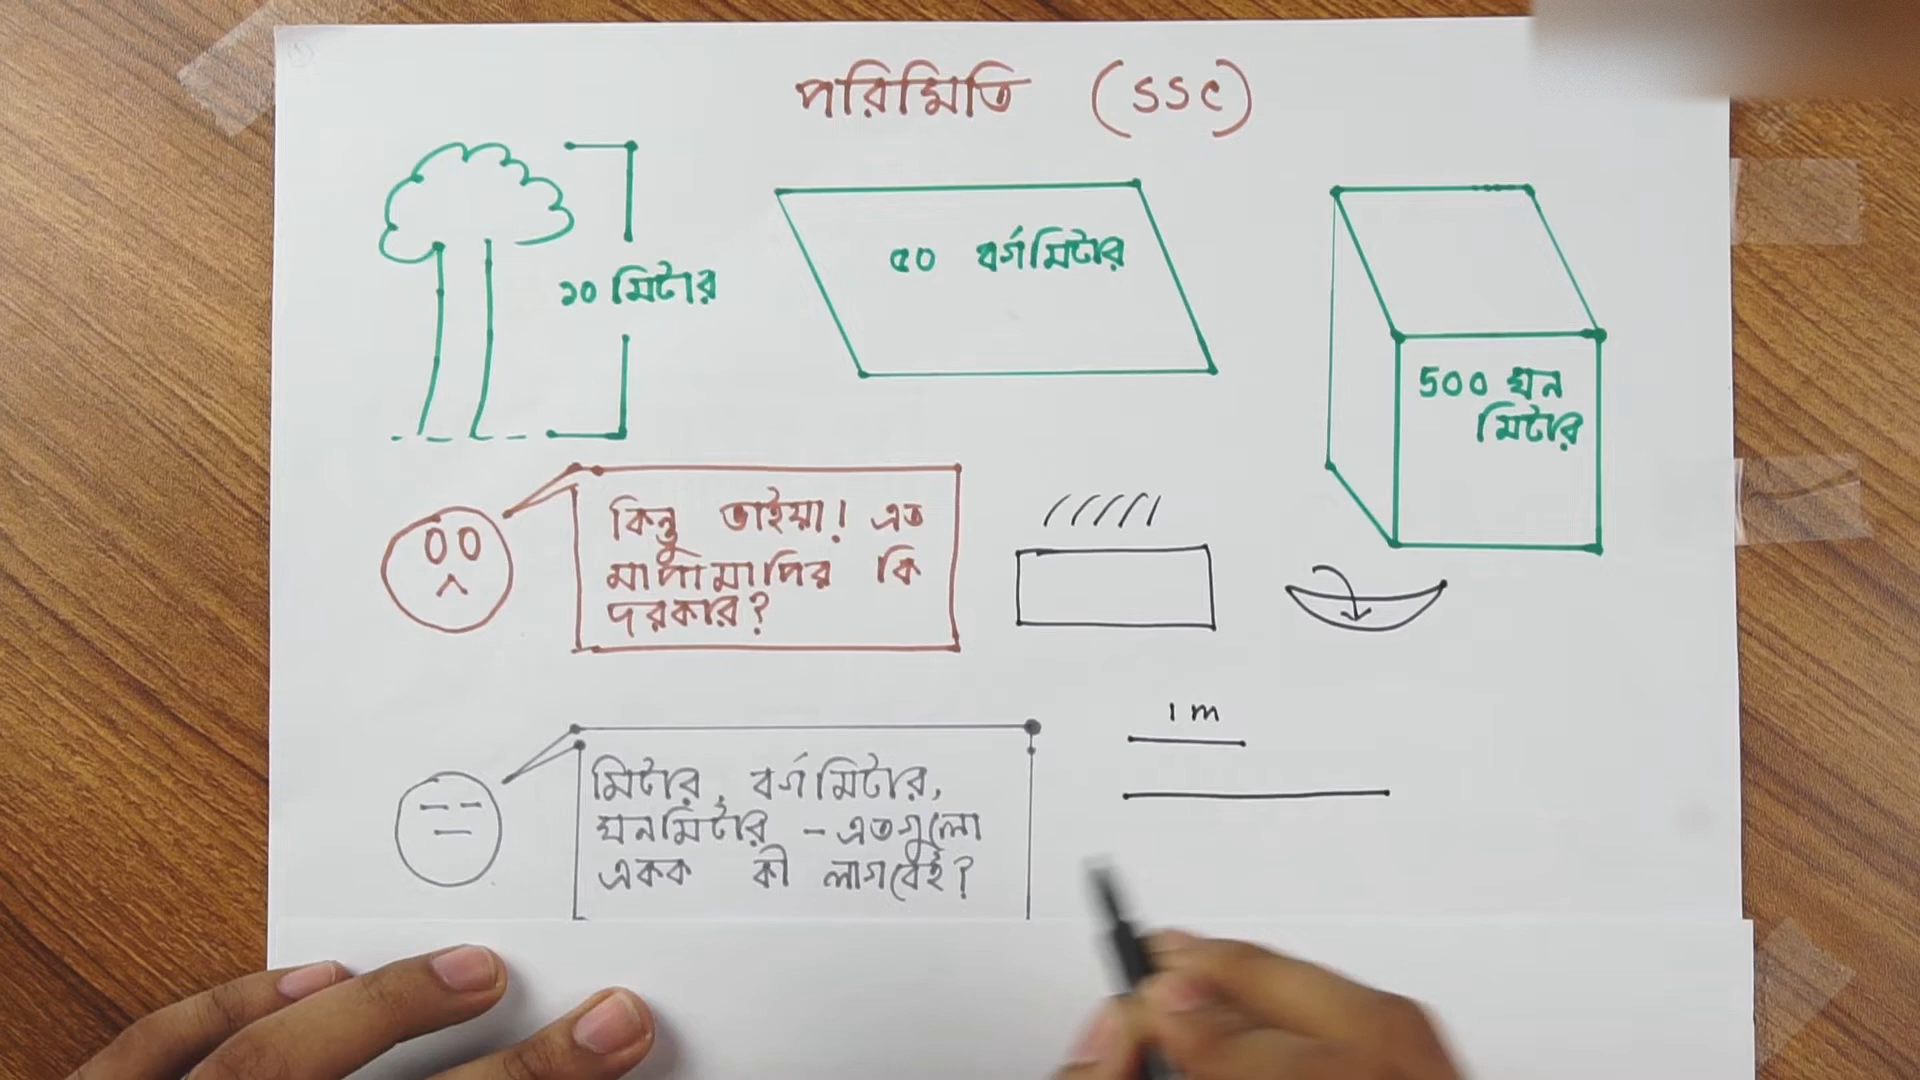 পরিমিতি (SSC)
১০ মিটার
৫০ বর্গমিটার
500 ঘন
মিটার
কিন্তু ভাইয়া! এত
মাপামাপির কি
দরকার?
1 m
মিটার, বর্গমিটার,
ঘনমিটার - এতগুলো
একক কী লাগবেই?